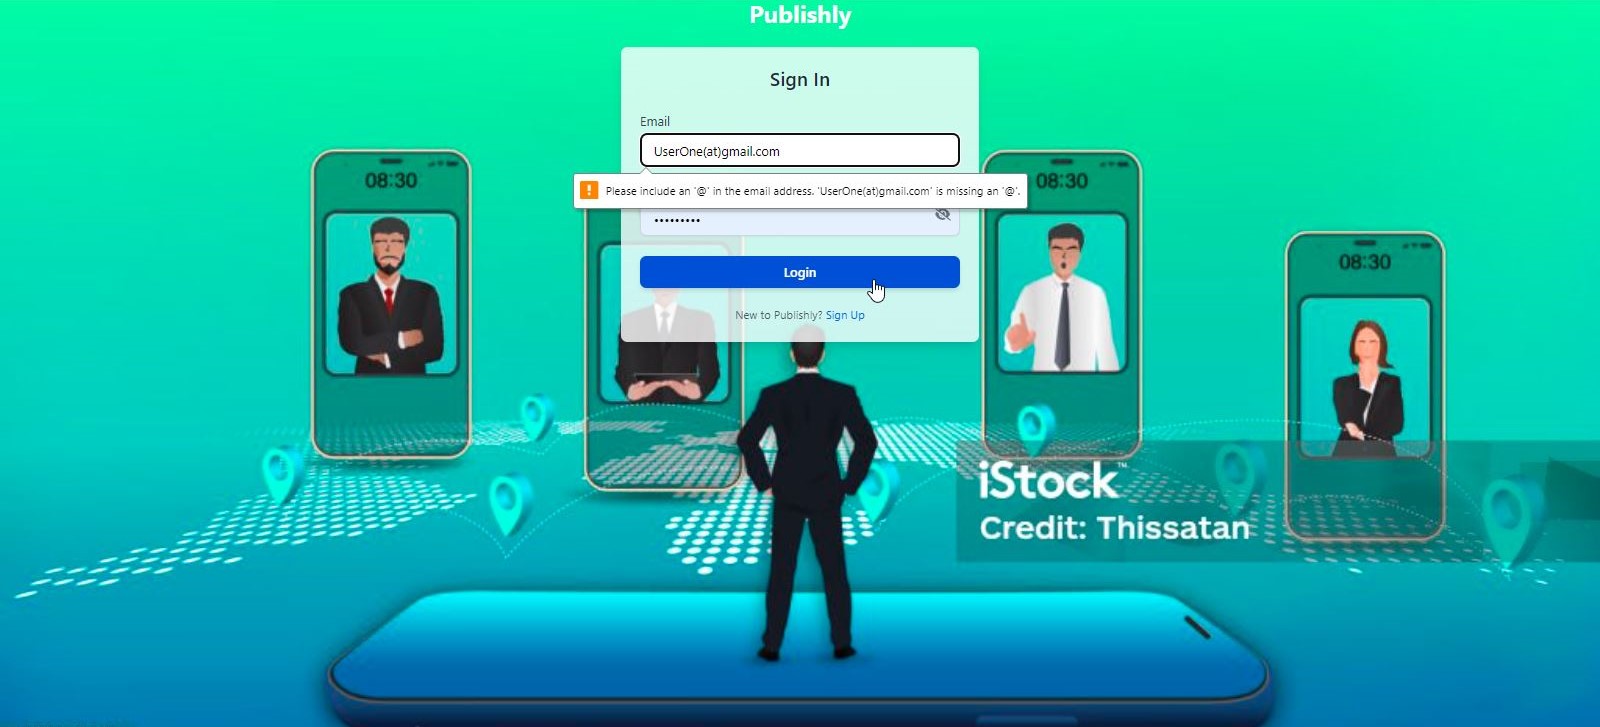 Publishly
Sign In
Email
UserOne(at)gmail.com
08:30
Please include an '@' in the email address. 'UserOne(at)gmail.com' is missing an '@'.
08:30
•••••••••
08:30
Login
New to Publishly? Sign Up
iStock™
Credit: Thissatan